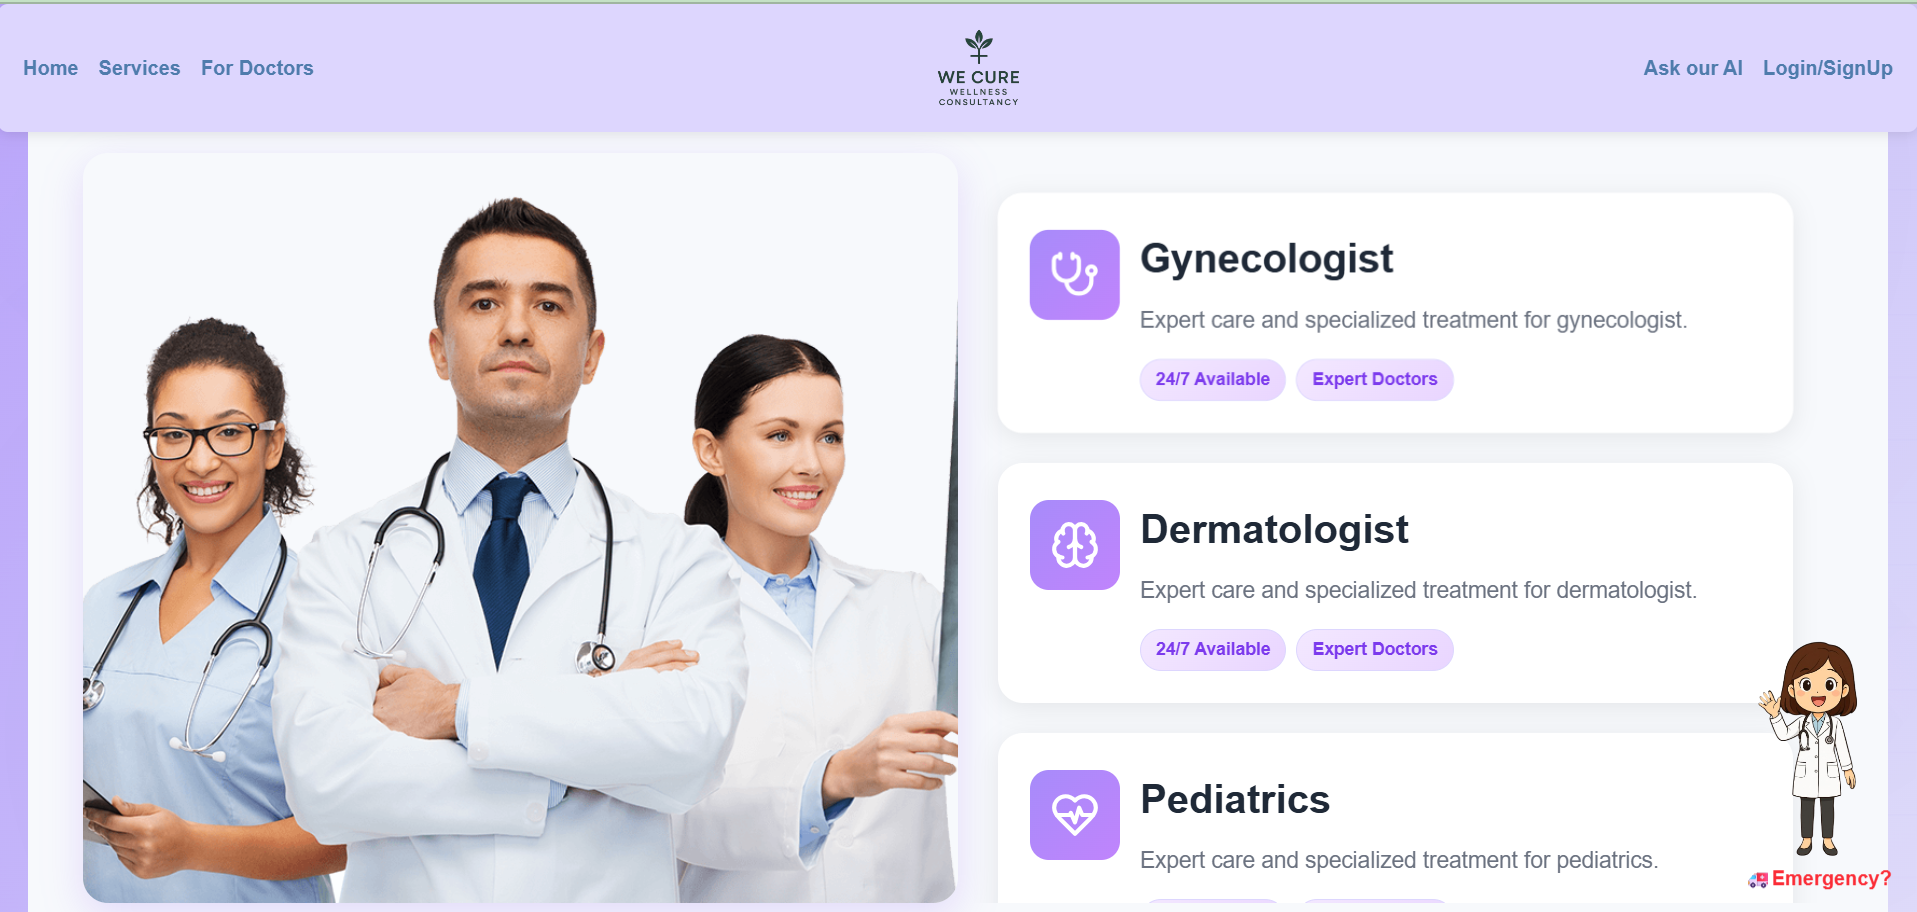 Home Services For Doctors
WE CURE
WELLNESS
CONSULTANCY
Ask our AI Login/SignUp
Gynecologist
Expert care and specialized treatment for gynecologist.
24/7 Available Expert Doctors
Dermatologist
Expert care and specialized treatment for dermatologist.
24/7 Available Expert Doctors
Pediatrics
Expert care and specialized treatment for pediatrics.
Emergency?